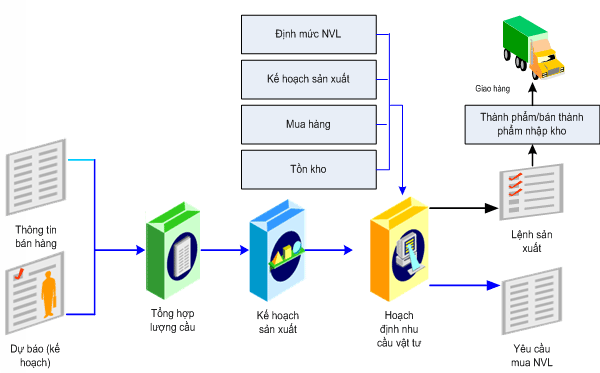 Định mức NVL
Kế hoạch sản xuất
Mua hàng
Tồn kho
Giao hàng
Thành phẩm/bán thành
phẩm nhập kho
Thông tin
bán hàng
Dự báo (kế
hoạch)
Tổng hợp
lượng cầu
Kế hoạch
sản xuất
Hoạch
định nhu
cầu vật tư
Lệnh sản
xuất
Yêu cầu
mua NVL